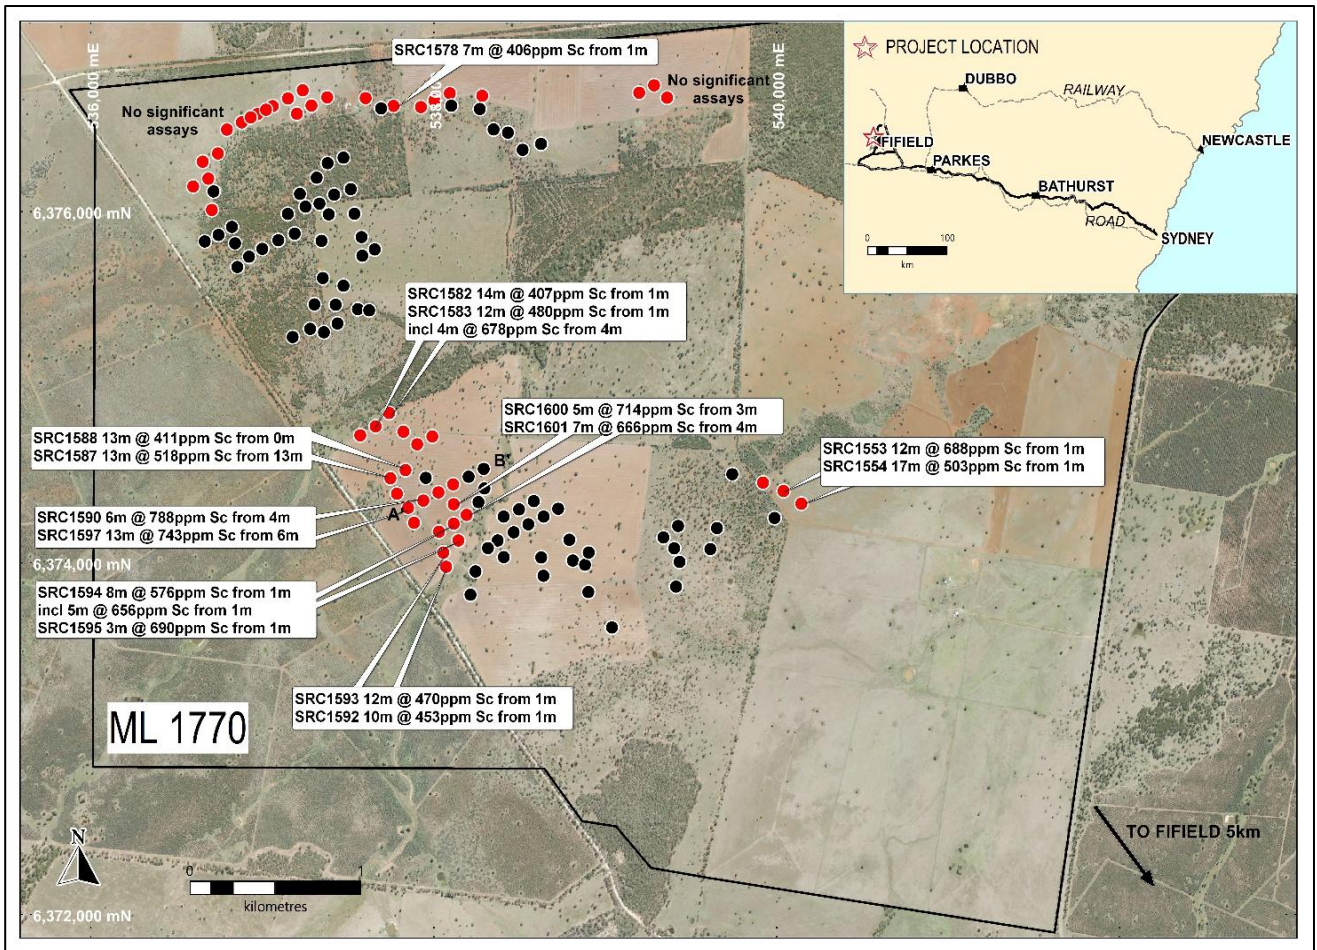 SRC1578 7m @ 406ppm Sc from 1m
536,000 mE
540,000 mE
No significant
assays
No significant
assays
PROJECT LOCATION
DUBBO
RAILWAY
NEWCASTLE
FIFIELD
PARKES
BATHURST
ROAD
SYDNEY
0 100
km
6,376,000 mN
SRC1582 14m @ 407ppm Sc from 1m
SRC1583 12m @ 480ppm Sc from 1m
incl 4m @ 678ppm Sc from 4m
SRC1600 5m @ 714ppm Sc from 3m
SRC1601 7m @ 666ppm Sc from 4m
SRC1588 13m @ 411ppm Sc from 0m
SRC1587 13m @ 518ppm Sc from 13m
SRC1553 12m @ 688ppm Sc from 1m
SRC1554 17m @ 503ppm Sc from 1m
B'
A
SRC1590 6m @ 788ppm Sc from 4m
SRC1597 13m @ 743ppm Sc from 6m
6,374,000 mN
SRC1594 8m @ 576ppm Sc from 1m
incl 5m @ 656ppm Sc from 1m
SRC1595 3m @ 690ppm Sc from 1m
SRC1593 12m @ 470ppm Sc from 1m
SRC1592 10m @ 453ppm Sc from 1m
ML 1770
N
0 1
kilometres
TO FIFIELD 5km
6,372,000 mN